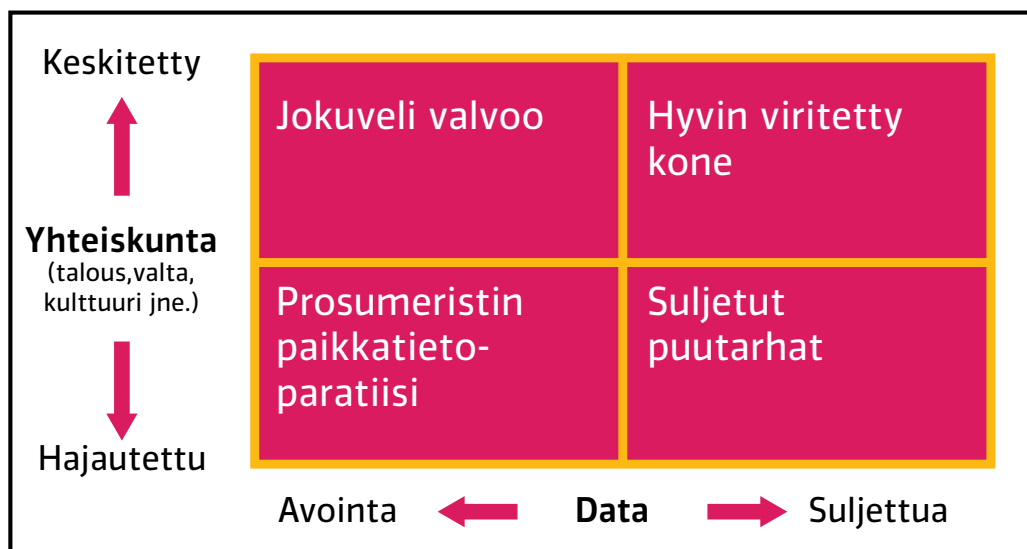 Keskitetty
Jokuveli valvoo
Hyvin viritetty
kone
Yhteiskunta
(talous,valta,
kulttuuri jne.)
Prosumeristin
paikkatieto-
paratiisi
Suljetut
puutarhat
Hajautettu
Avointa
Data
Suljettua